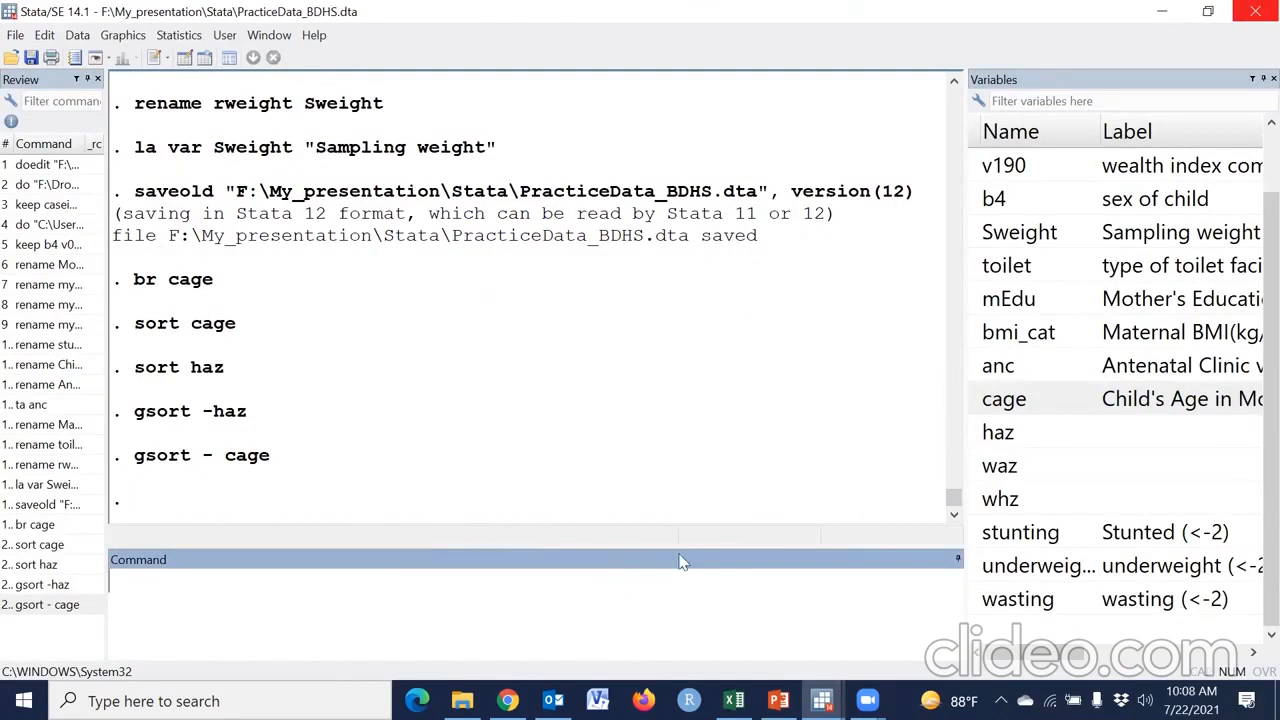 Stata/SE 14.1 - F:\My_presentation\Stata\PracticeData_BDHS.dta
File Edit Data Graphics Statistics User Window Help
Review
Filter comman
# Command _rc
1 doedit "F:\...
2 do "F:\Dro...
3 keep casei...
4 do "C:\User...
5 keep b4 v0...
6 rename Mo...
7 rename my...
8 rename my...
9 rename my...
1.. rename stu...
1.. rename Chi...
1.. rename An...
1.. ta anc
1.. rename Ma...
1.. rename toil...
1.. rename rw...
1.. la var Swei...
1.. saveold "F:...
1.. br cage
2.. sort cage
2.. sort haz
2.. gsort -haz
2.. gsort - cage
. rename rweight Sweight
. la var Sweight "Sampling weight"
. saveold "F:\My_presentation\Stata\PracticeData_BDHS.dta", version(12)
(saving in Stata 12 format, which can be read by Stata 11 or 12)
file F:\My_presentation\Stata\PracticeData_BDHS.dta saved
. br cage
. sort cage
. sort haz
. gsort -haz
. gsort - cage
.
Command
Variables
Filter variables here
Name Label
v190 wealth index com
b4 sex of child
Sweight Sampling weight
toilet type of toilet faci
mEdu Mother's Educati
bmi_cat Maternal BMI(kg/
anc Antenatal Clinic v
cage Child's Age in Mo
haz
waz
whz
stunting Stunted (<-2)
underweig... underweight (<-2
wasting wasting (<-2)
clideo.com
C:\WINDOWS\System32
NUM OVR
Type here to search
88°F
10:08 AM
7/22/2021